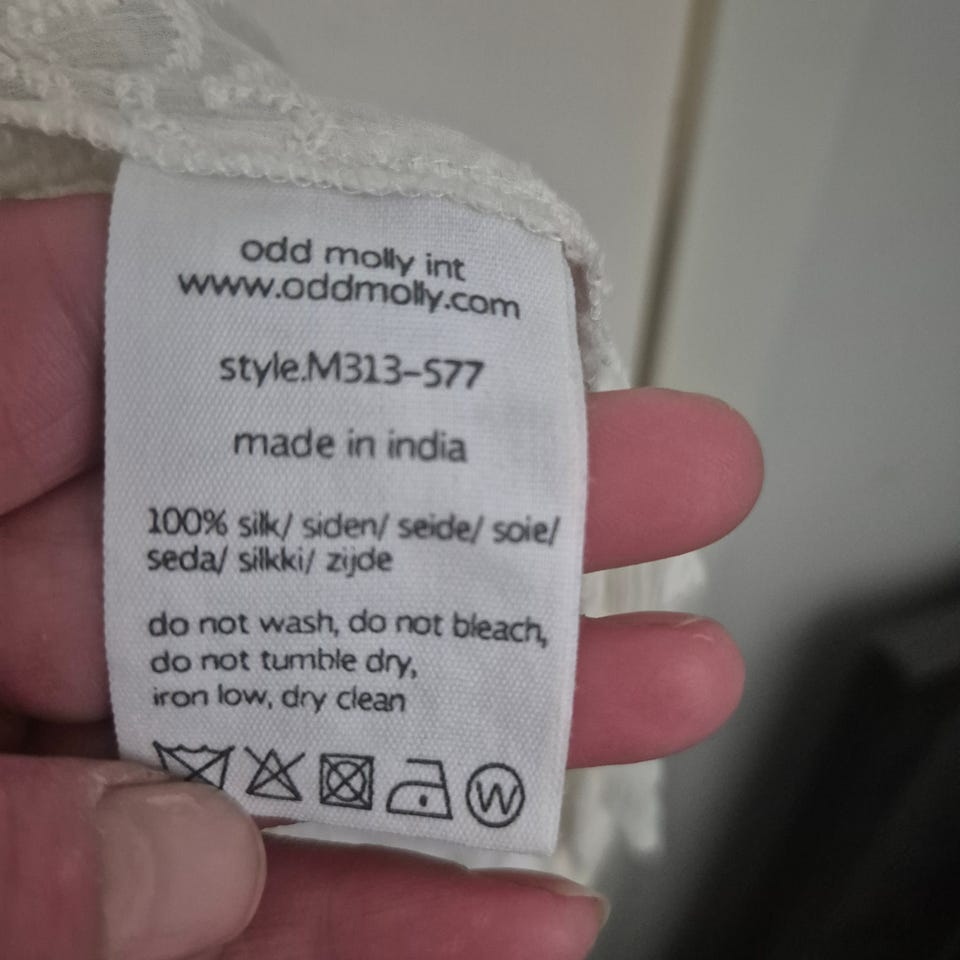 odd molly int
www.oddmolly.com
style.M313-S77
made in india
100% silk/ siden/ seide/ soie/
seda/ silkki/ zijde
do not wash, do not bleach,
do not tumble dry,
iron low, dry clean
W